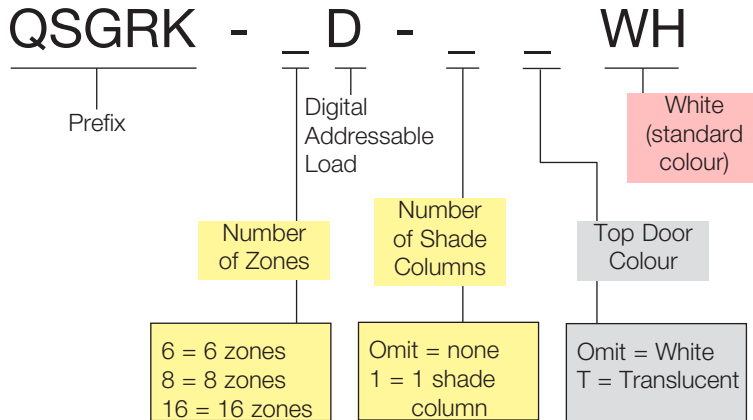 QSGRK - _ D - _ _ WH
Prefix
Digital
Addressable
Load
White
(standard
colour)
Number
of Zones
Number
of Shade
Columns
Top Door
Colour
6 = 6 zones
8 = 8 zones
16 = 16 zones
Omit = none
1 = 1 shade
column
Omit = White
T = Translucent